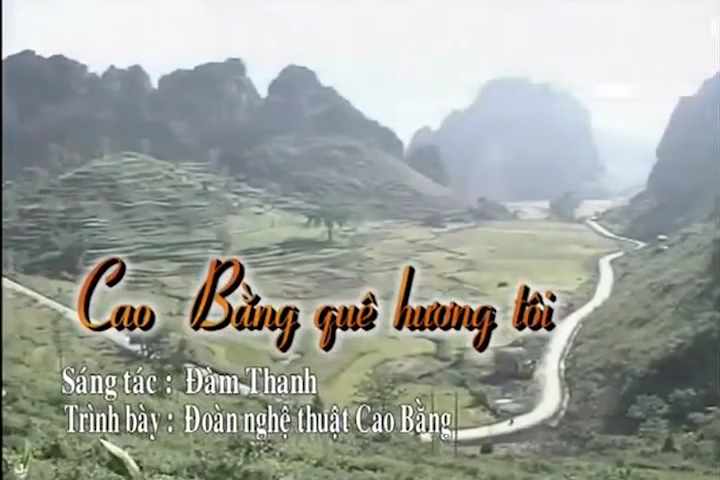 Cao Bằng quê hương tôi
Sáng tác : Đàm Thanh
Trình bày : Đoàn nghệ thuật Cao Bằng